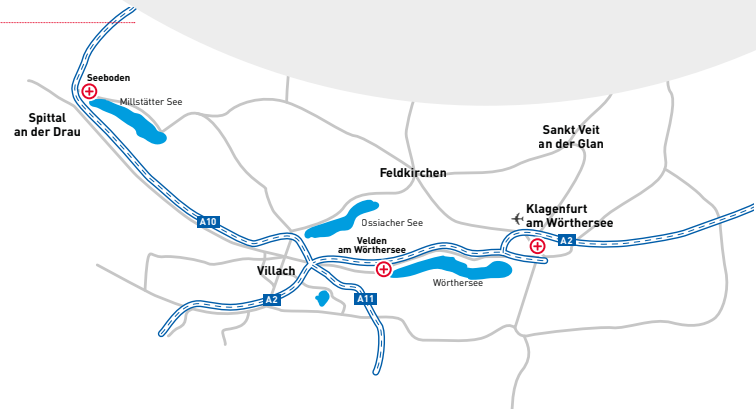 Seeboden
Millstätter See
Spittal
an der Drau
Sankt Veit
an der Glan
Feldkirchen
Klagenfurt
am Wörthersee
A10
Ossiacher See
A2
Velden
am Wörthersee
Villach
Wörthersee
A2
A11